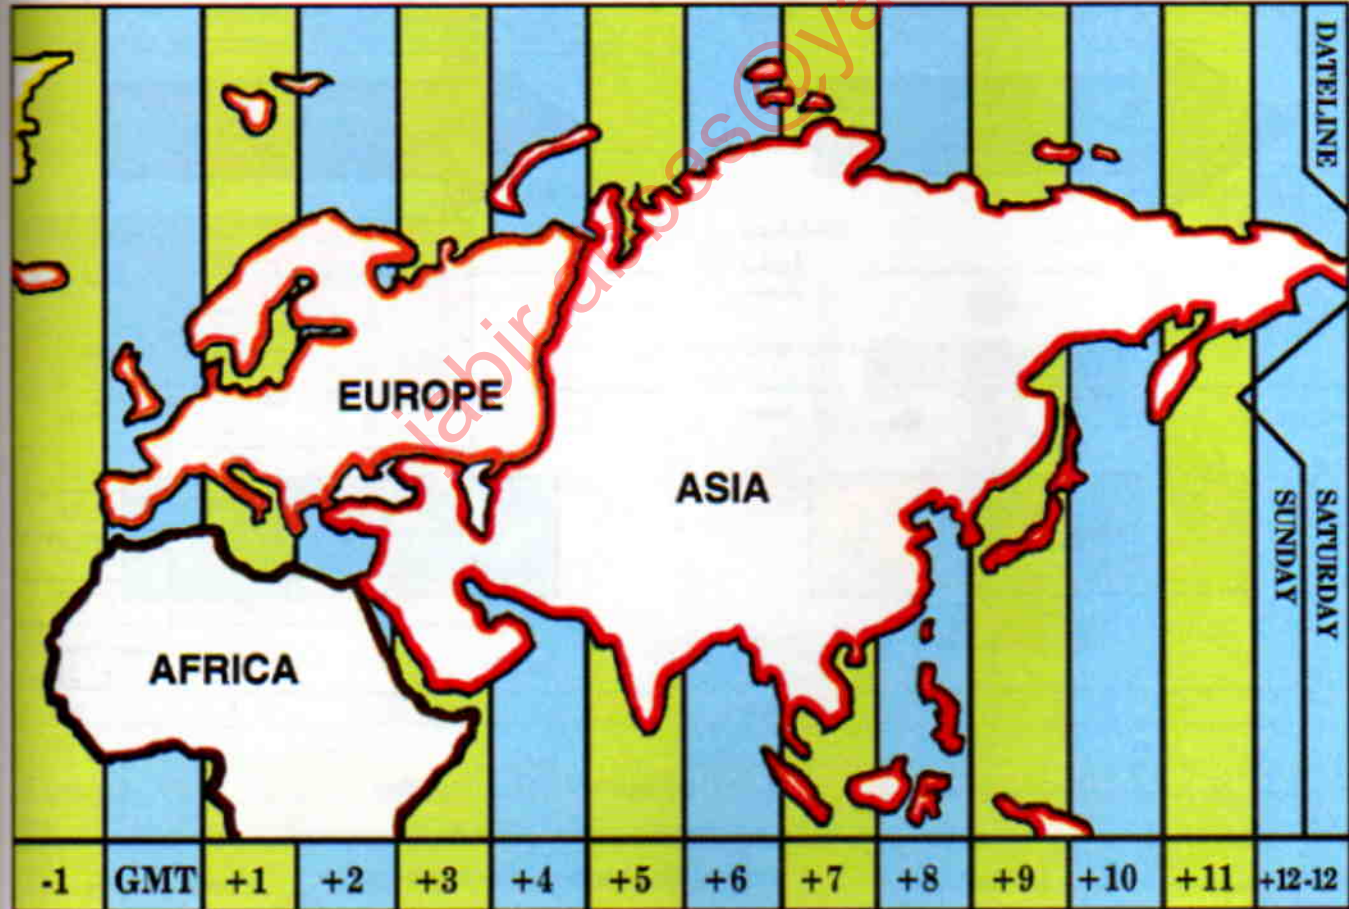 DATELINE
EUROPE
ASIA
SATURDAY
SUNDAY
AFRICA
-1 GMT +1 +2 +3 +4 +5 +6 +7 +8 +9 +10 +11 +12 -12